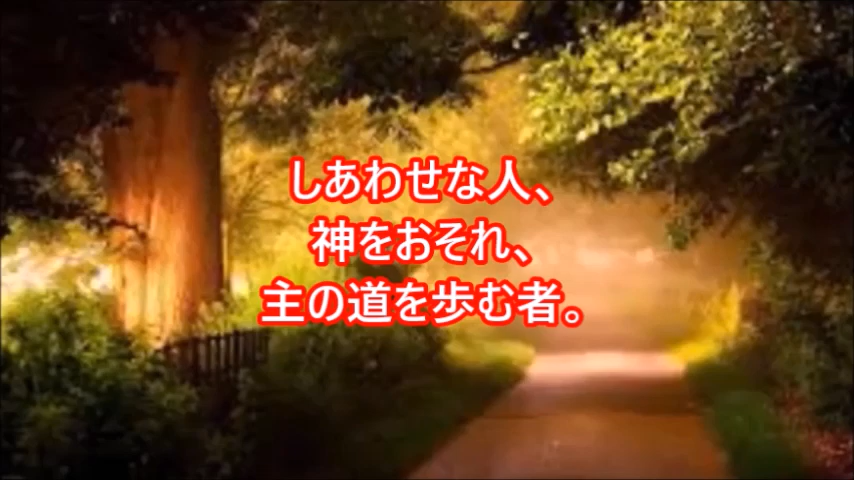 しあわせな人、
神をおそれ、
主の道を歩む者。